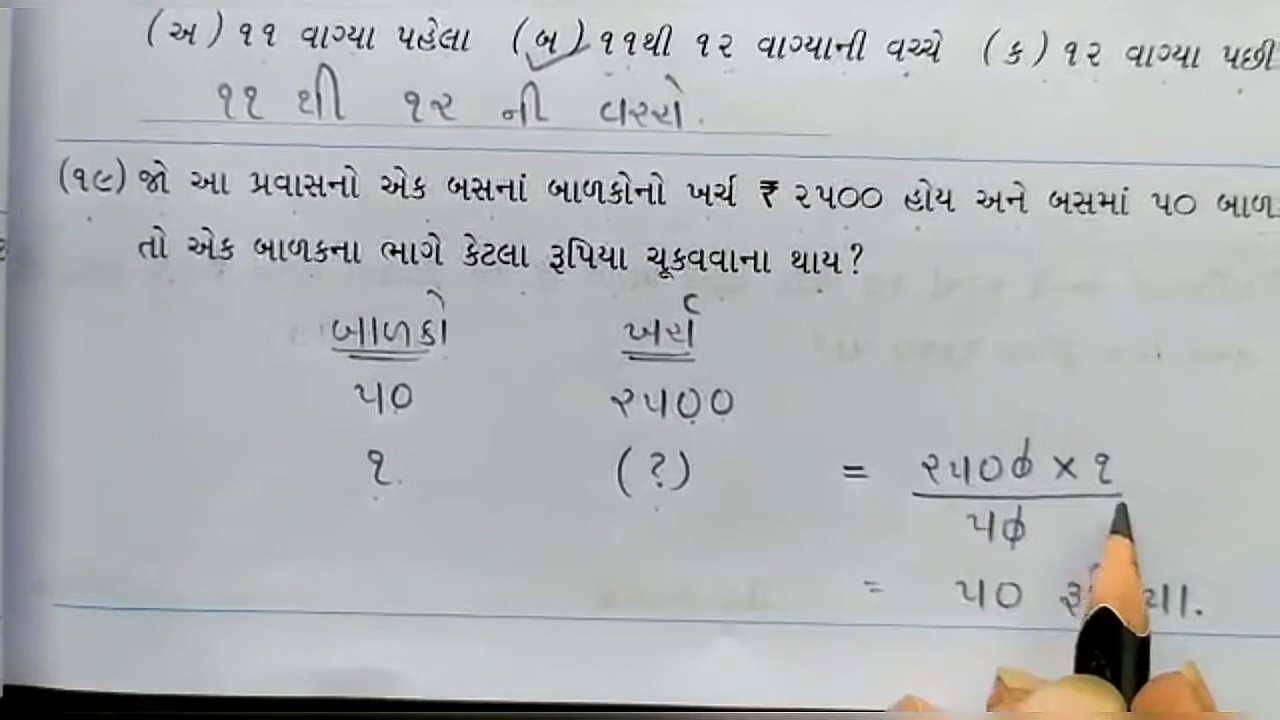 (અ) ૧૧ વાગ્યા પહેલા (બ) ૧૧થી ૧૨ વાગ્યાની વચ્ચે (ક) ૧૨ વાગ્યા પછી
૧૧ થી ૧૨ ની વચ્ચે.
(૧૯) જો આ પ્રવાસનો એક બસનાં બાળકોનો ખર્ચ ₹ ૨૫૦૦ હોય અને બસમાં ૫૦ બાળ
તો એક બાળકના ભાગે કેટલા રૂપિયા ચૂકવવાના થાય?
બાળકો ખર્ચ
૫૦ ૨૫૦૦
૧ (?) = ૨૫૦૦ × ૧
૫૦
= ૫૦